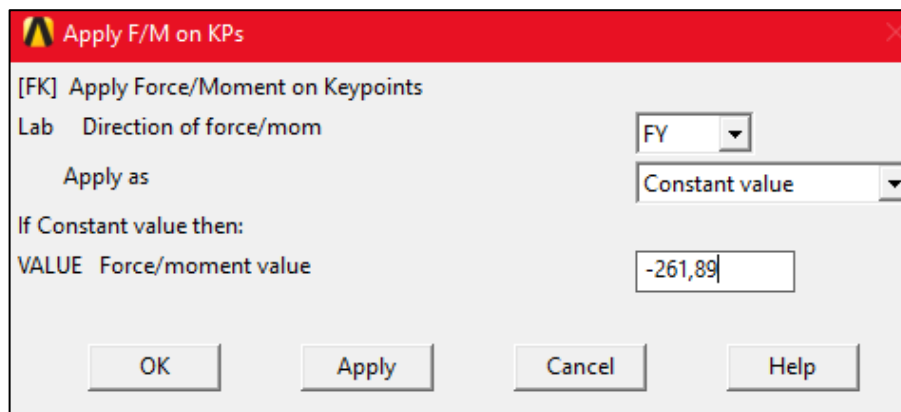 Apply F/M on KPs
[FK] Apply Force/Moment on Keypoints
Lab Direction of force/mom FY
Apply as Constant value
If Constant value then:
VALUE Force/moment value -261,89
OK Apply Cancel Help